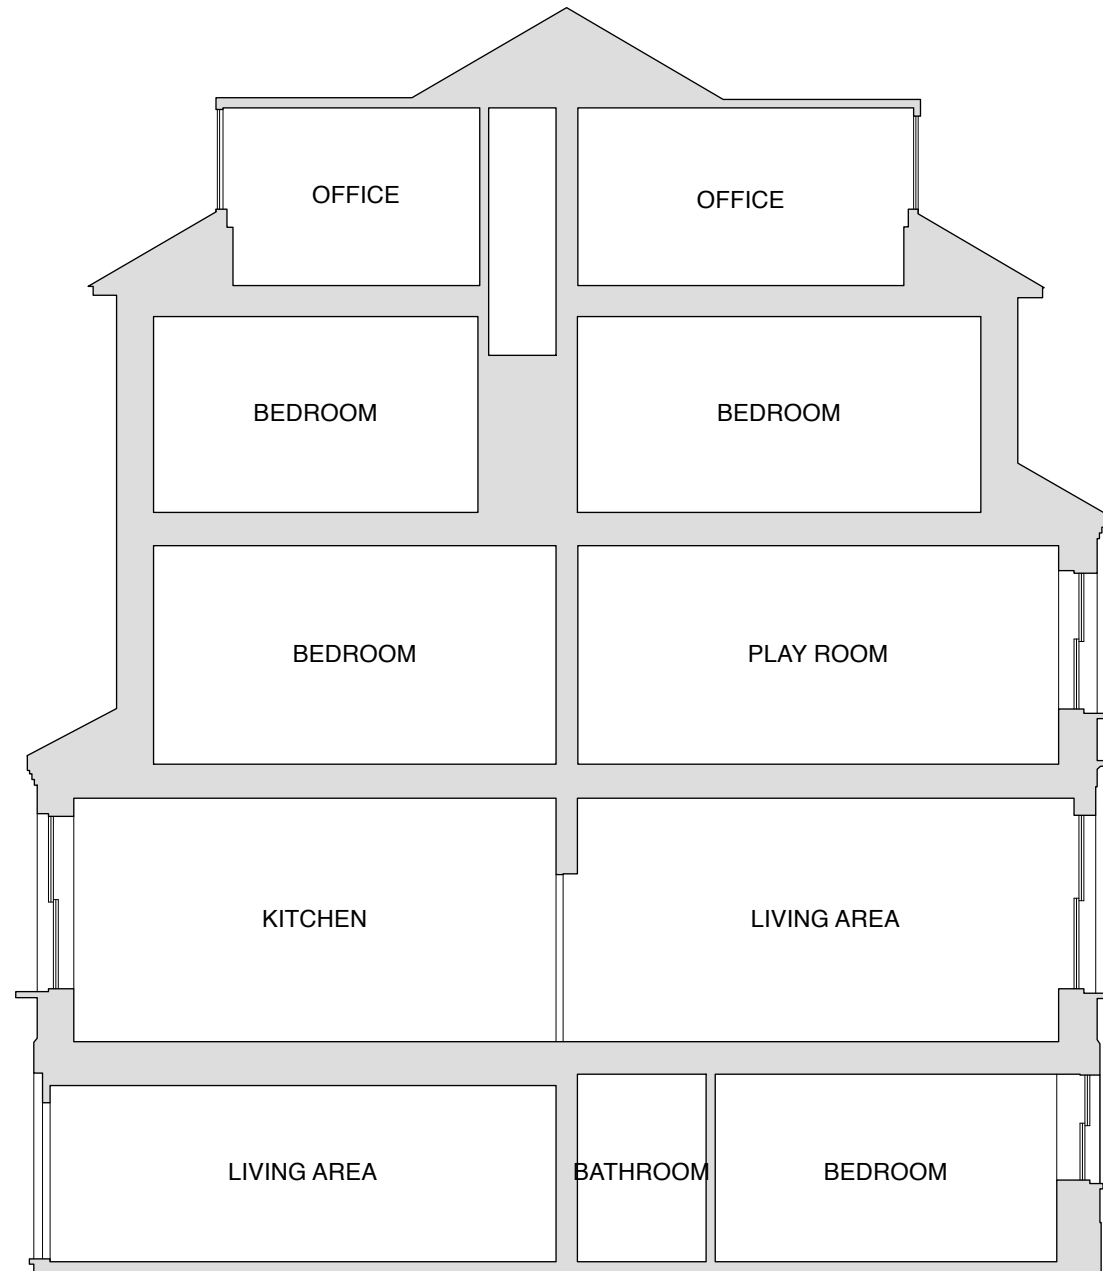 OFFICE
OFFICE
BEDROOM
BEDROOM
BEDROOM
PLAY ROOM
KITCHEN
LIVING AREA
LIVING AREA
BATHROOM
BEDROOM